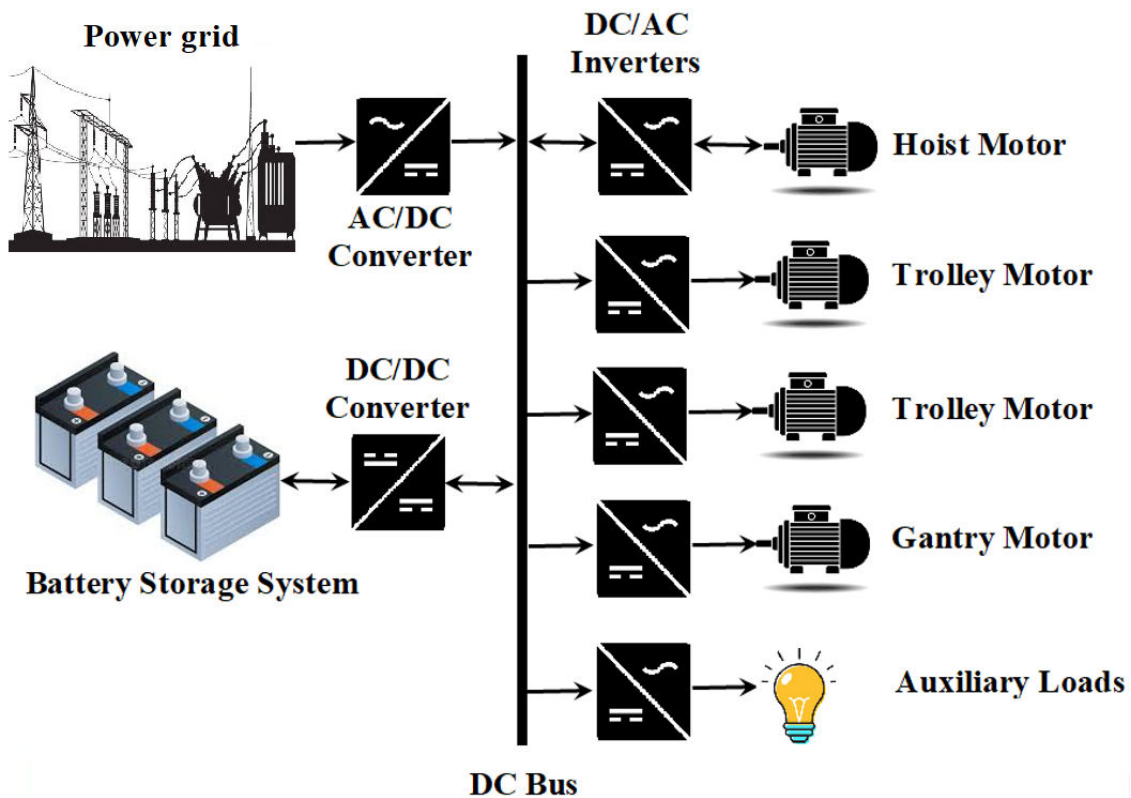 Power grid
DC/AC
Inverters
Hoist Motor
AC/DC
Converter
Trolley Motor
DC/DC
Converter
Trolley Motor
Gantry Motor
Battery Storage System
Auxiliary Loads
DC Bus